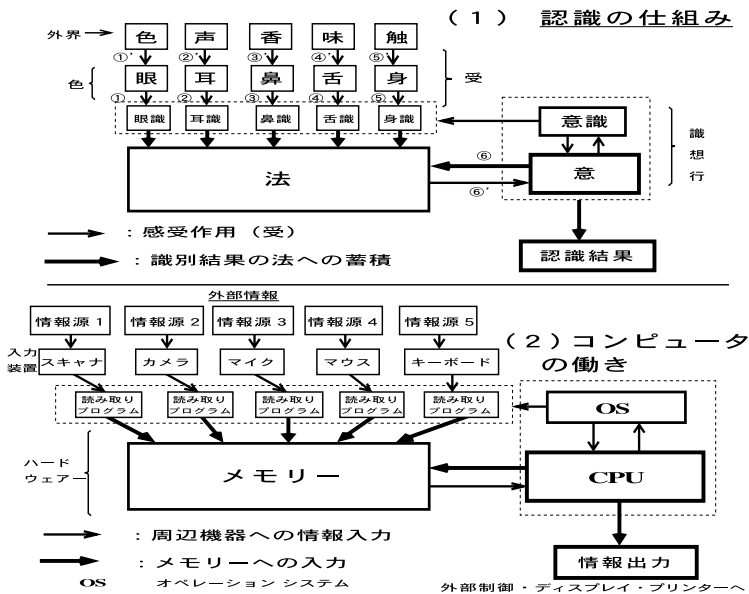 (1) 認識の仕組み
外界
色 声 香 味 触
①' ②' ③' ④' ⑤'
色 眼 耳 鼻 舌 身 受
① ② ③ ④ ⑤
眼識 耳識 鼻識 舌識 身識
意識
識
想
行
法
⑥
意
⑥'
:感受作用(受)
:識別結果の法への蓄積
認識結果
外部情報
情報源1 情報源2 情報源3 情報源4 情報源5
(2)コンピュータ
の働き
入力
装置
スキャナ カメラ マイク マウス キーボード
読み取り
プログラム
読み取り
プログラム
読み取り
プログラム
読み取り
プログラム
読み取り
プログラム
OS
ハード
ウェアー
メモリー
CPU
:周辺機器への情報入力
:メモリーへの入力
情報出力
OS オペレーション システム
外部制御・ディスプレイ・プリンターへ